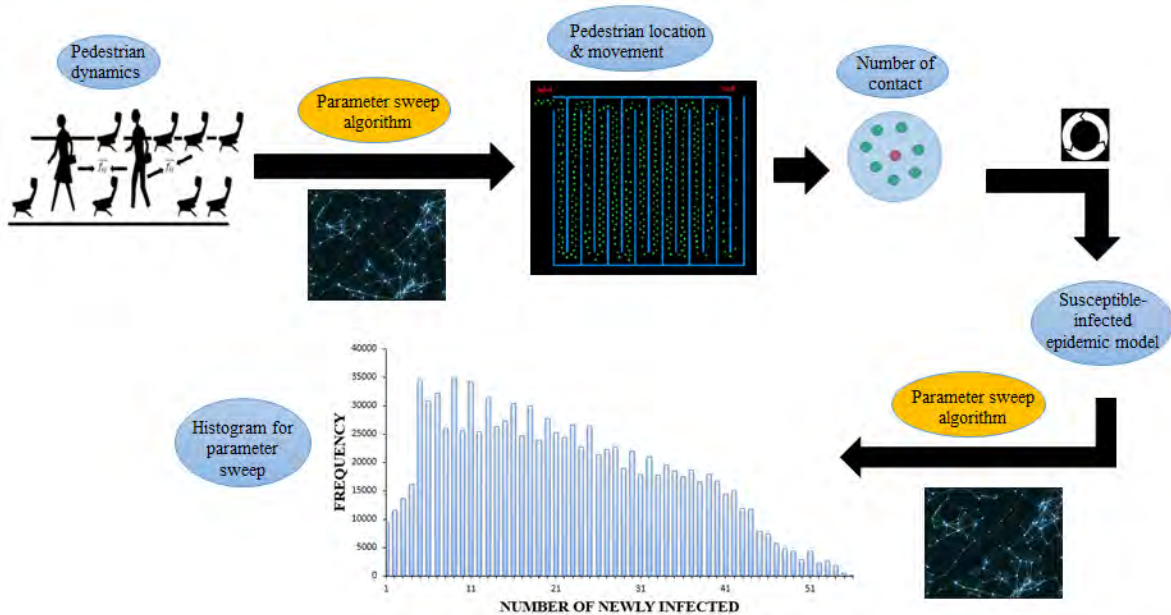 Pedestrian
dynamics
Parameter sweep
algorithm
Pedestrian location
& movement
Number of
contact
Susceptible-
infected
epidemic model
Parameter sweep
algorithm
Histogram for
parameter
sweep
FREQUENCY
40000
35000
30000
25000
20000
15000
10000
5000
0
1 11 21 31 41 51
NUMBER OF NEWLY INFECTED